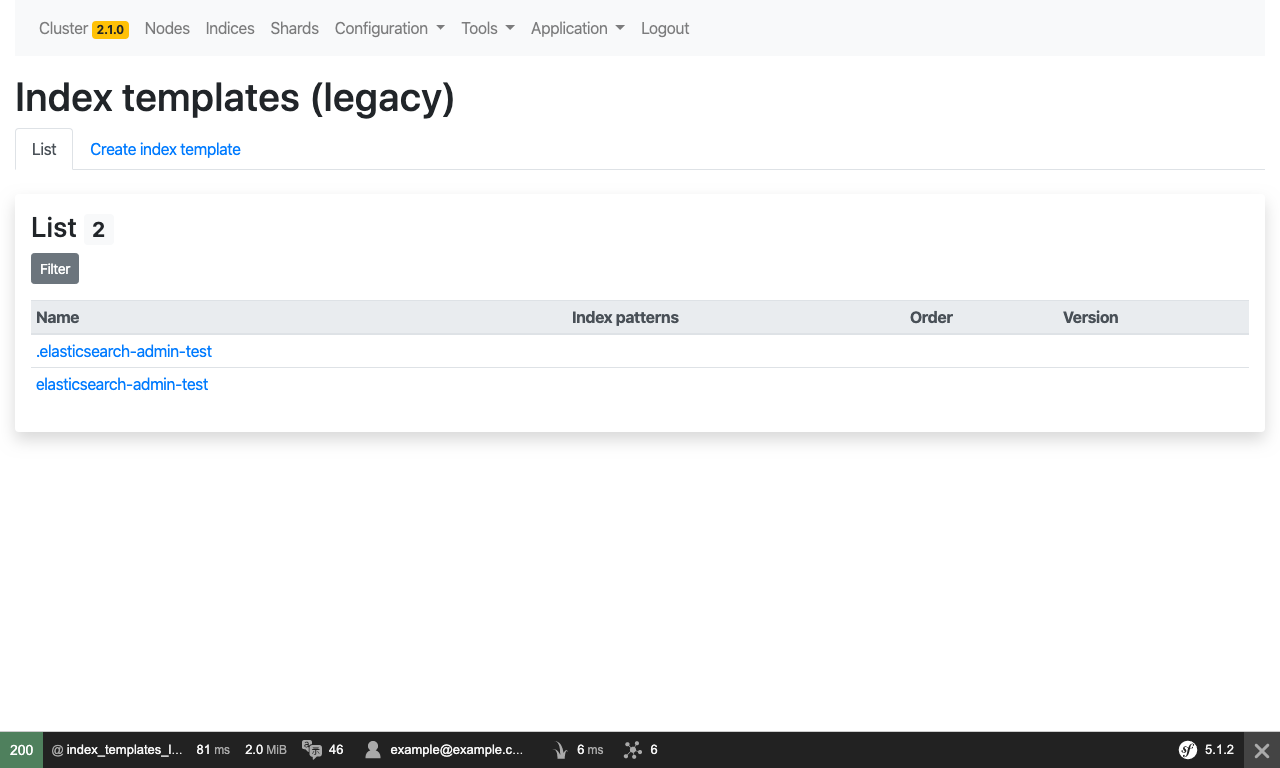 Cluster 2.1.0 Nodes Indices Shards Configuration Tools Application Logout
Index templates (legacy)
List Create index template
List 2
Filter
Name Index patterns Order Version
.elasticsearch-admin-test
elasticsearch-admin-test
200 @ index_templates_l... 81 ms 2.0 MiB 46 example@example.c... 6 ms 6 sf 5.1.2